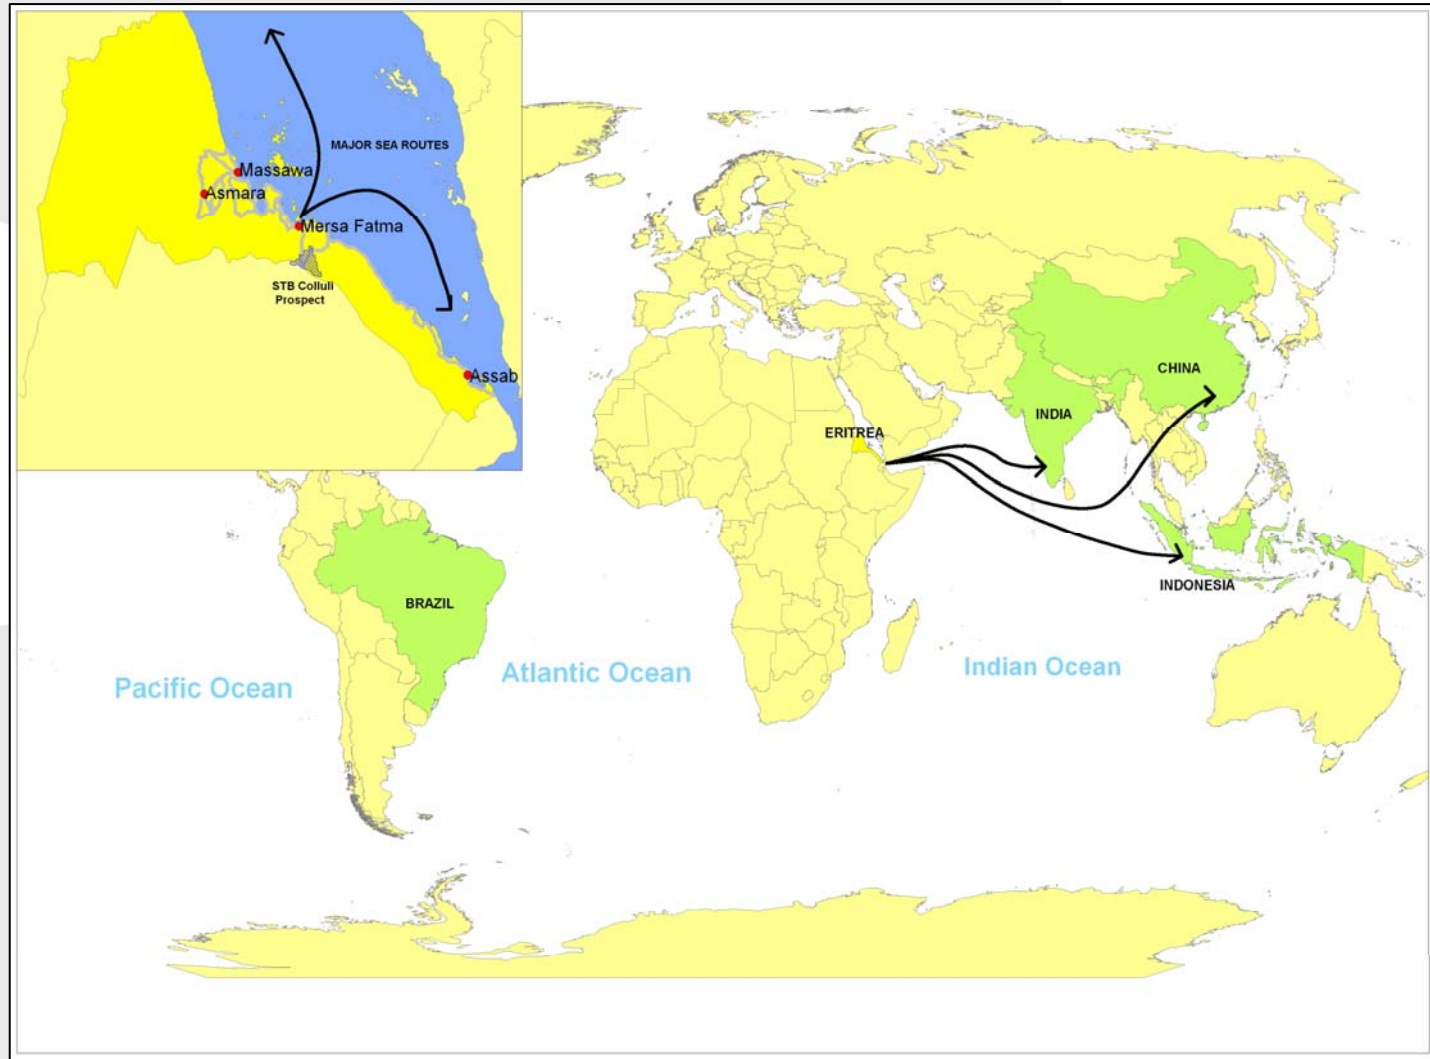 MAJOR SEA ROUTES
Massawa
Asmara
Mersa Fatma
STB Colluli
Prospect
Assab
CHINA
INDIA
ERITREA
INDONESIA
BRAZIL
Pacific Ocean
Atlantic Ocean
Indian Ocean